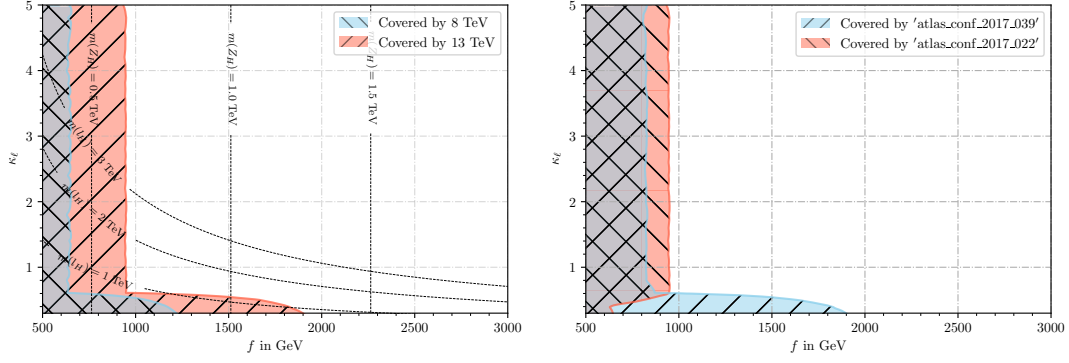 5
4
3
2
1
κℓ
500
1000
1500
2000
2500
3000
f in GeV
Covered by 8 TeV
Covered by 13 TeV
m(Z_H) = 0.5 TeV
m(Z_H) = 1.0 TeV
m(Z_H) = 1.5 TeV
m(l_H) = 3 TeV
m(l_H) = 2 TeV
m(l_H) = 1 TeV
5
4
3
2
1
κℓ
500
1000
1500
2000
2500
3000
f in GeV
Covered by 'atlas_conf_2017_039'
Covered by 'atlas_conf_2017_022'